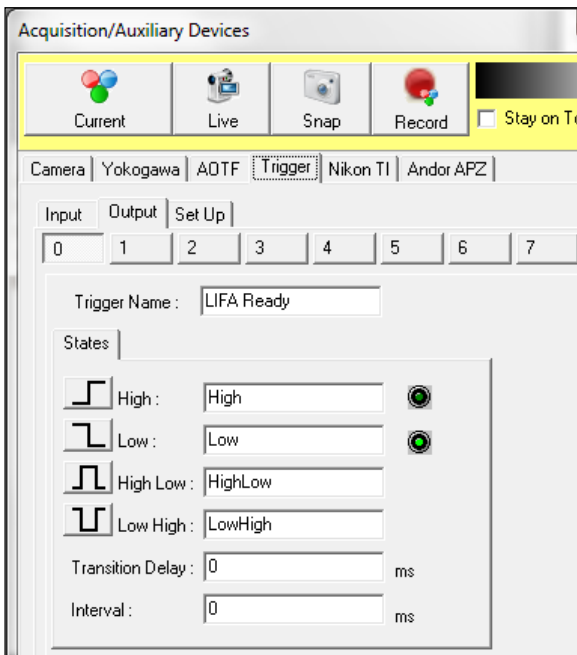 Acquisition/Auxiliary Devices
Current Live Snap Record Stay on T
Camera Yokogawa AOTF Trigger Nikon TI Andor APZ
Input Output Set Up
0 1 2 3 4 5 6 7
Trigger Name : LIFA Ready
States
High : High
Low : Low
High Low : HighLow
Low High : LowHigh
Transition Delay : 0 ms
Interval : 0 ms